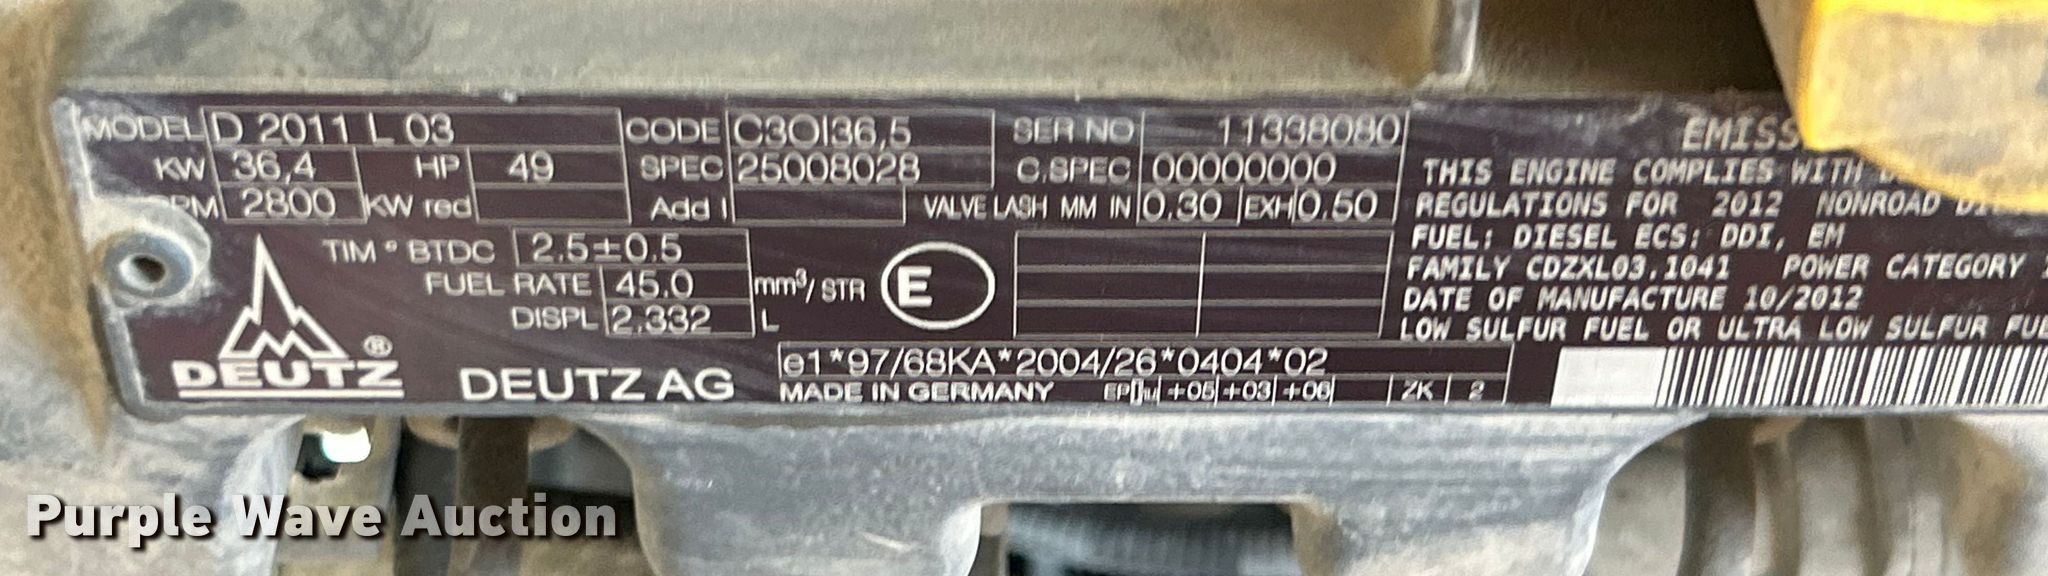 MODEL D 2011 L 03 CODE C3OI36,5 SER NO 11338080
KW 36,4 HP 49 SPEC 25008028 C.SPEC 00000000
2800 KW red Add I VALVE LASH MM IN 0.30 EXH 0.50
TIM ° BTDC 2.5±0.5
FUEL RATE 45.0 mm³/ STR E
DISPL 2,332 L
DEUTZ ®
DEUTZ AG
e1*97/68KA*2004/26*0404*02
MADE IN GERMANY +05 +03 +06 ZK 2
THIS ENGINE COMPLIES WITH
REGULATIONS FOR 2012 NONROAD
FUEL: DIESEL ECS: DDI, EM
FAMILY CDZXL03.1041 POWER CATEGORY
DATE OF MANUFACTURE 10/2012
LOW SULFUR FUEL OR ULTRA LOW SULFUR
Purple Wave Auction